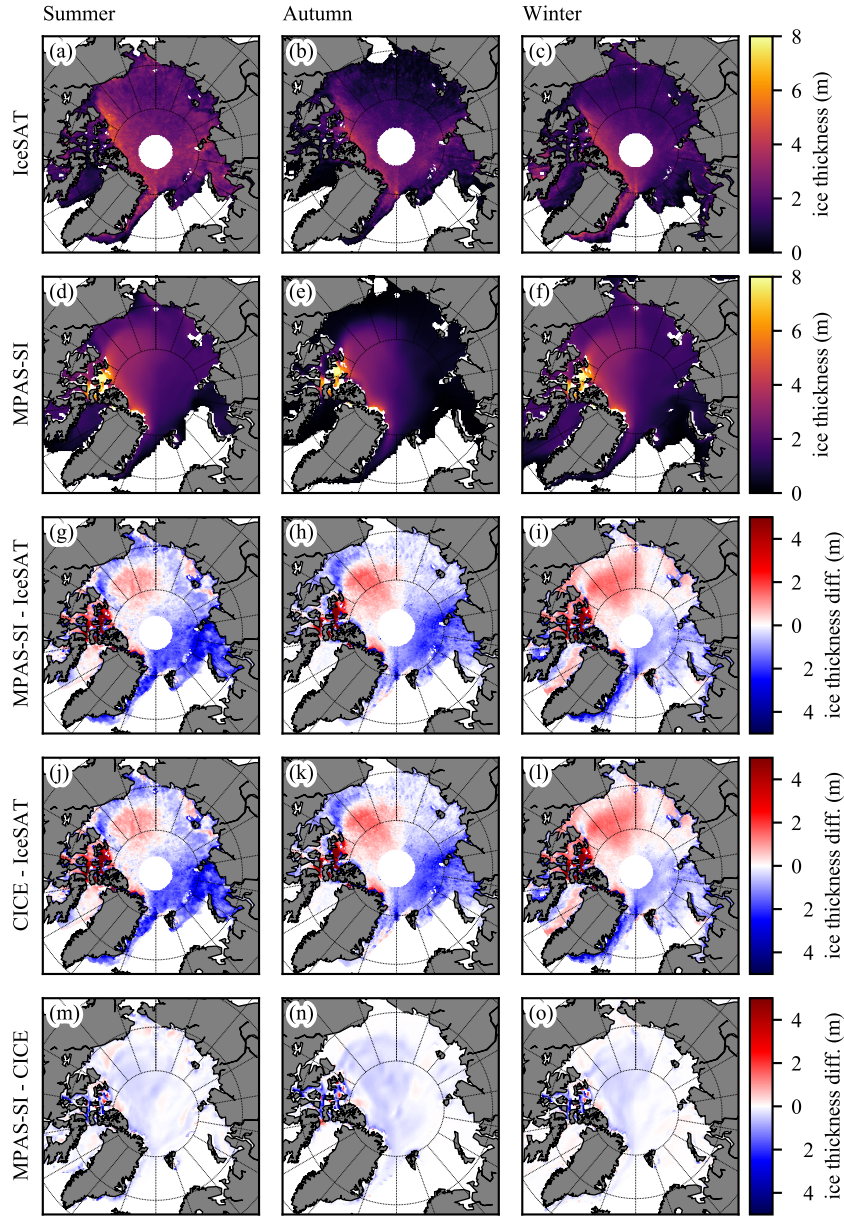 Summer Autumn Winter
(a) (b) (c)
IceSAT
8
6
4
2
0
ice thickness (m)
(d) (e) (f)
MPAS-SI
8
6
4
2
0
ice thickness (m)
(g) (h) (i)
MPAS-SI - IceSAT
4
2
0
2
4
ice thickness diff. (m)
(j) (k) (l)
CICE - IceSAT
4
2
0
2
4
ice thickness diff. (m)
(m) (n) (o)
MPAS-SI - CICE
4
2
0
2
4
ice thickness diff. (m)